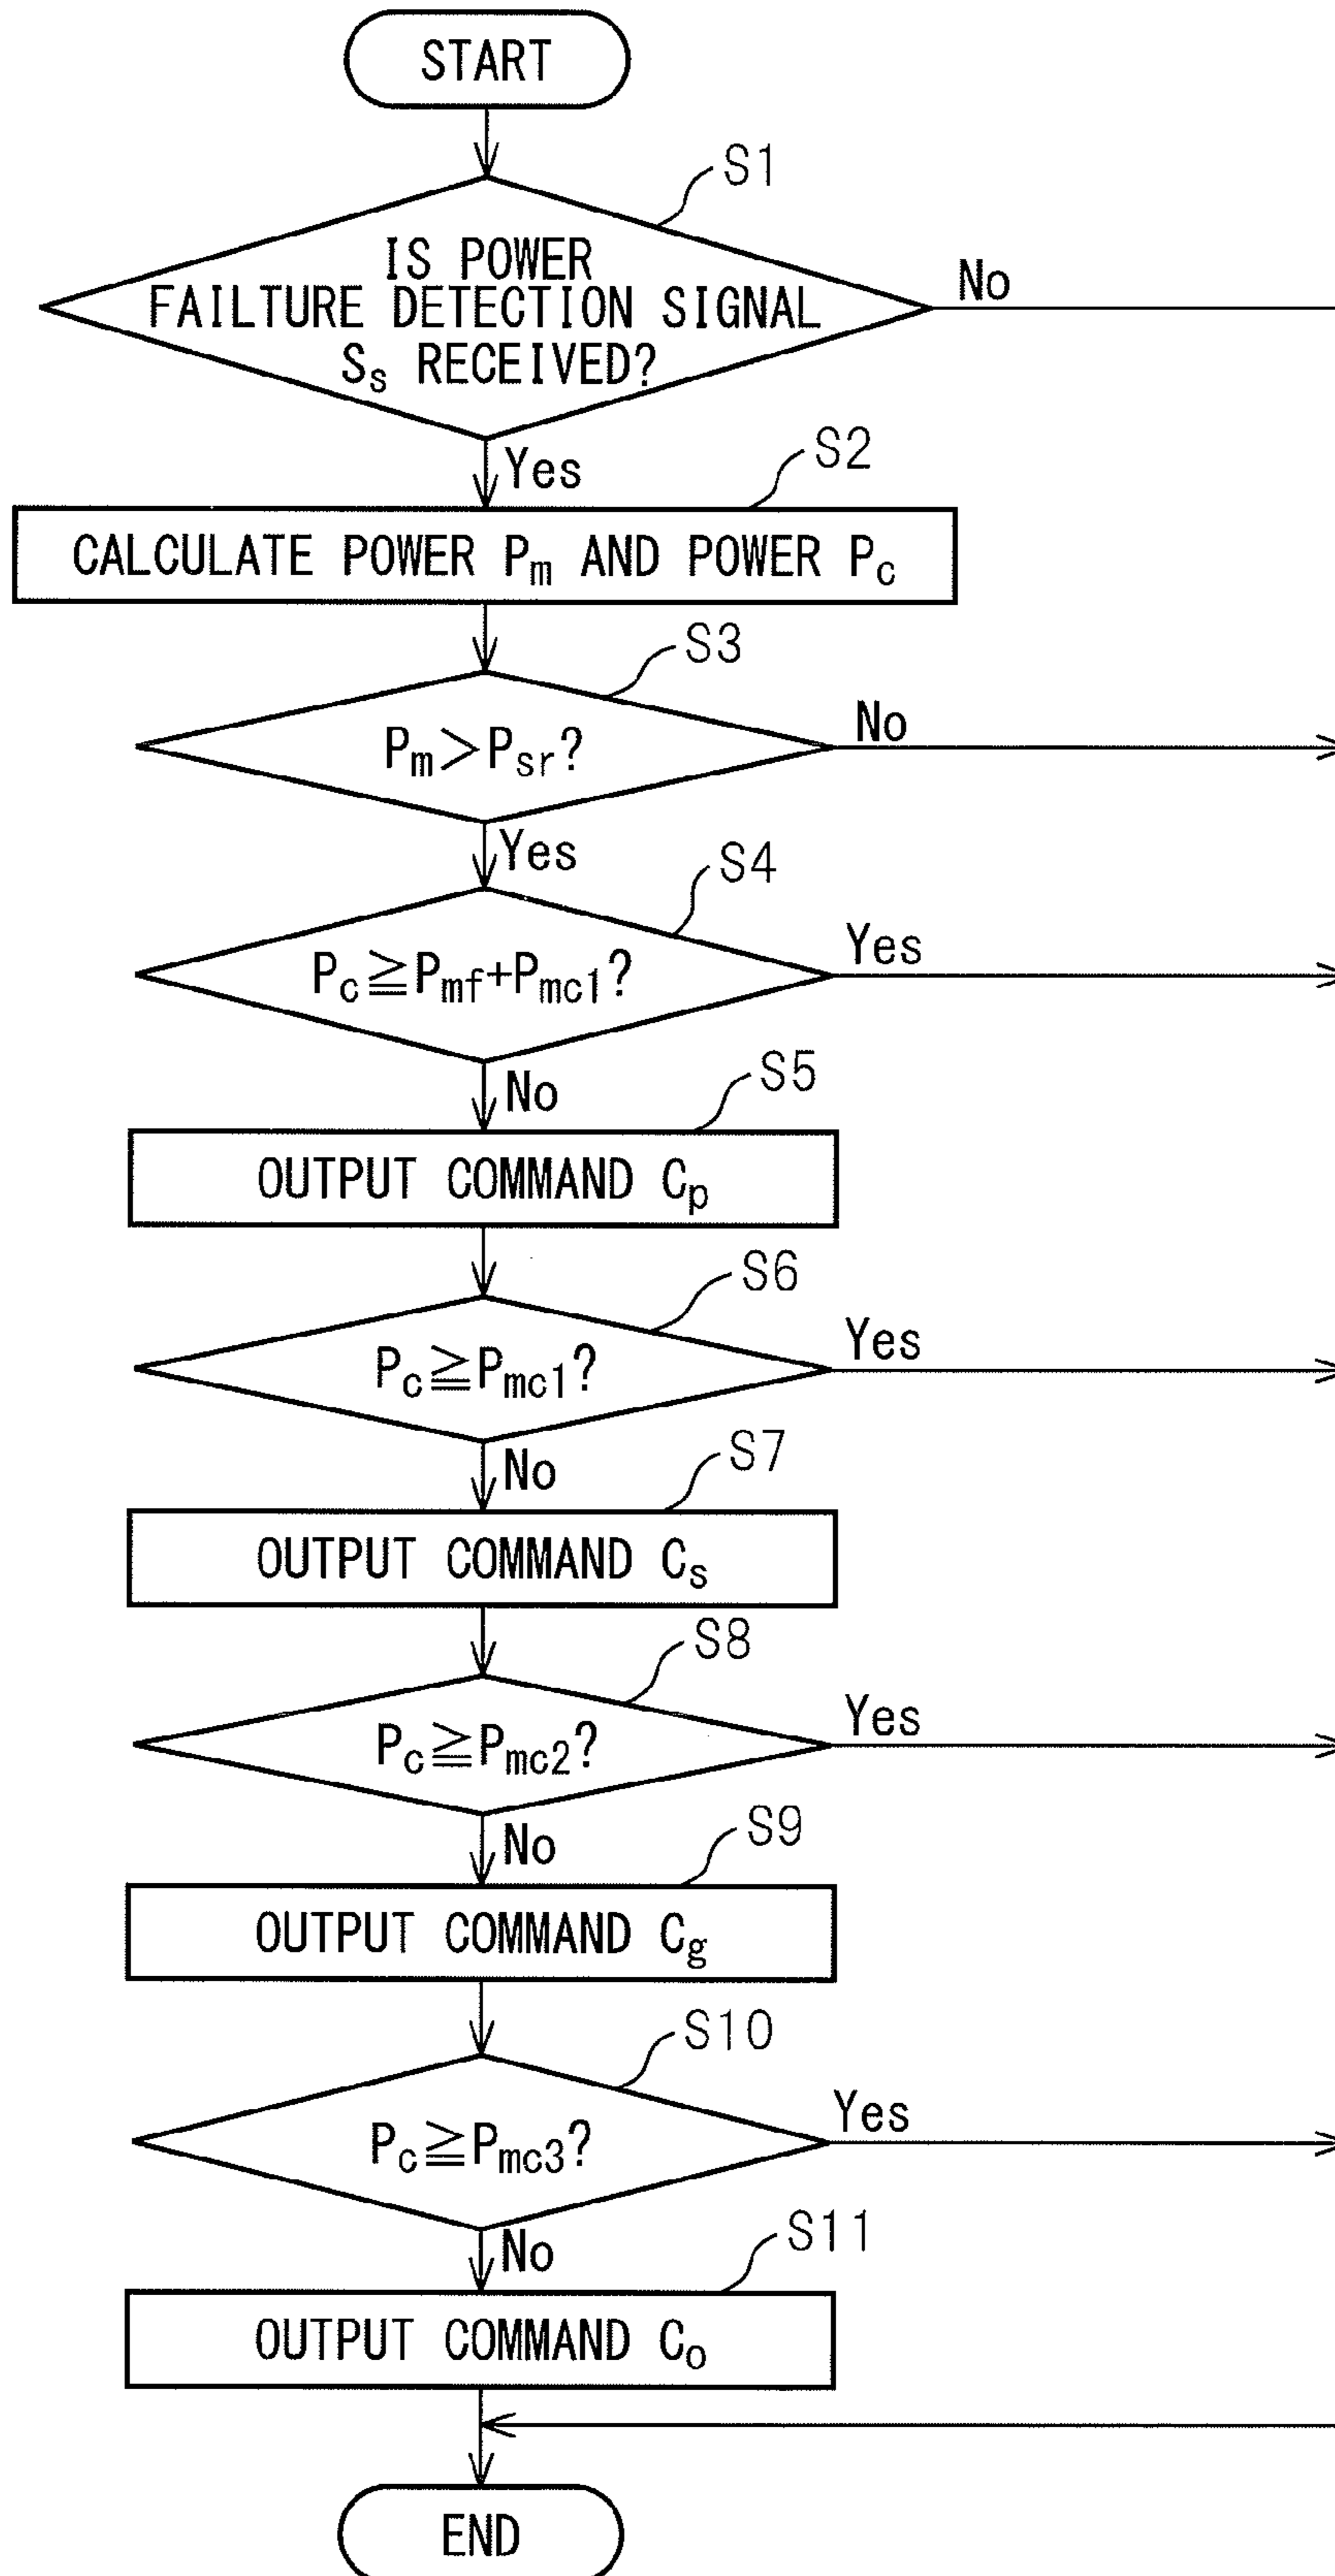 START
S1
IS POWER
FAILTURE DETECTION SIGNAL
Ss RECEIVED?
No
Yes
S2
CALCULATE POWER Pm AND POWER Pc
S3
Pm>Psr?
No
Yes
S4
Pc≧Pmf+Pmc1?
Yes
No
S5
OUTPUT COMMAND Cp
S6
Pc≧Pmc1?
Yes
No
S7
OUTPUT COMMAND Cs
S8
Pc≧Pmc2?
Yes
No
S9
OUTPUT COMMAND Cg
S10
Pc≧Pmc3?
Yes
No
S11
OUTPUT COMMAND Co
END